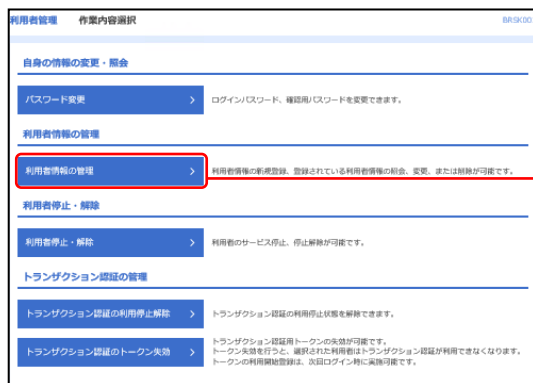 利用者管理 作業内容選択 BRSK00
自身の情報の変更・照会
パスワード変更 ログインパスワード、確認用パスワードを変更できます。
利用者情報の管理
利用者情報の管理 利用者情報の新規登録、登録されている利用者情報の照会、変更、または削除が可能です。
利用者停止・解除
利用者停止・解除 利用者のサービス停止、停止解除が可能です。
トランザクション認証の管理
トランザクション認証の利用停止解除 トランザクション認証の利用停止状態を解除できます。
トランザクション認証のトークン失効 トランザクション認証用トークンの失効が可能です。
トークン失効を行うと、選択された利用者はトランザクション認証が利用できなくなります。
トークンの利用開始登録は、次回ログイン時に実施可能です。